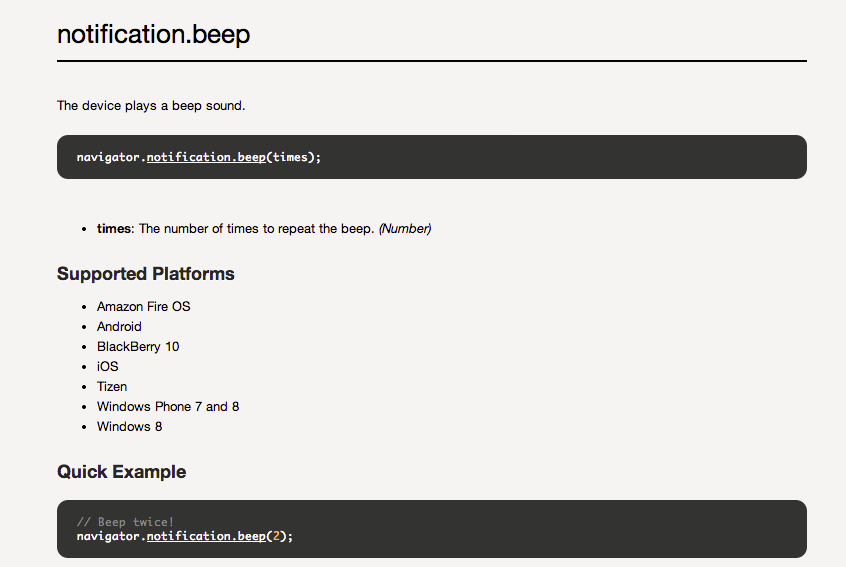 notification.beep
The device plays a beep sound.
navigator.notification.beep(times);
• times: The number of times to repeat the beep. (Number)
Supported Platforms
• Amazon Fire OS
• Android
• BlackBerry 10
• iOS
• Tizen
• Windows Phone 7 and 8
• Windows 8
Quick Example
// Beep twice!
navigator.notification.beep(2);